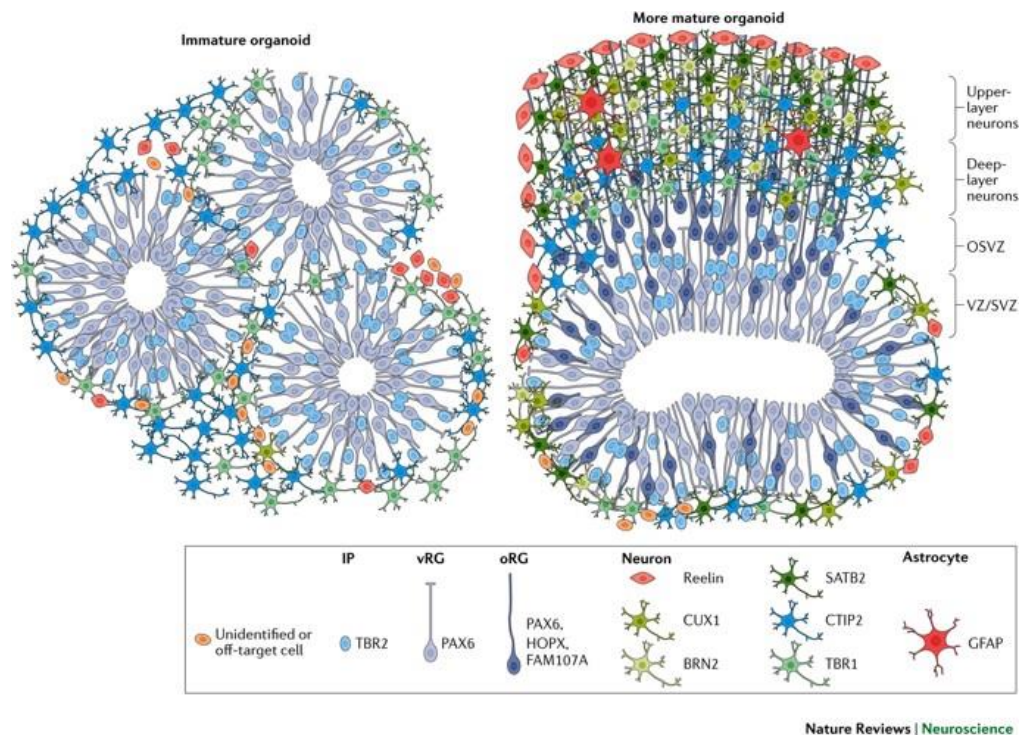 Immature organoid
More mature organoid
Upper-
layer
neurons
Deep-
layer
neurons
OSVZ
VZ/SVZ
IP
vRG
oRG
Neuron
Astrocyte
Unidentified or
off-target cell
TBR2
PAX6
PAX6,
HOPX,
FAM107A
Reelin
CUX1
BRN2
SATB2
CTIP2
TBR1
GFAP
Nature Reviews | Neuroscience